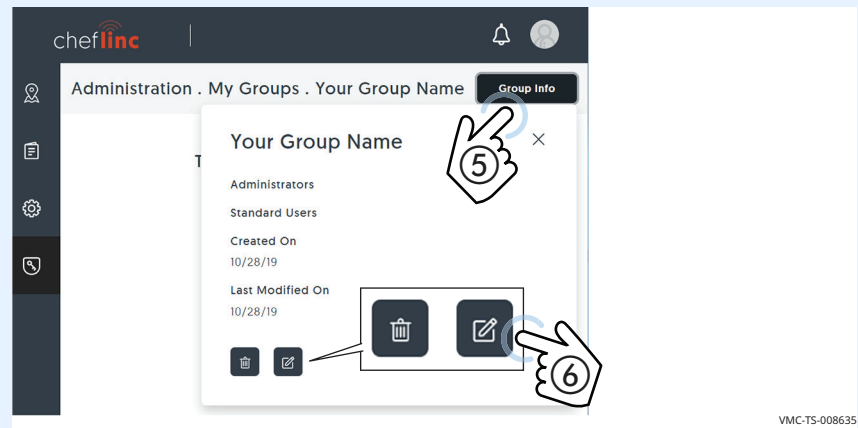 cheflinc
Administration . My Groups . Your Group Name
Group Info
Your Group Name
T
5
Administrators
Standard Users
Created On
10/28/19
Last Modified On
10/28/19
6
VMC-TS-008635